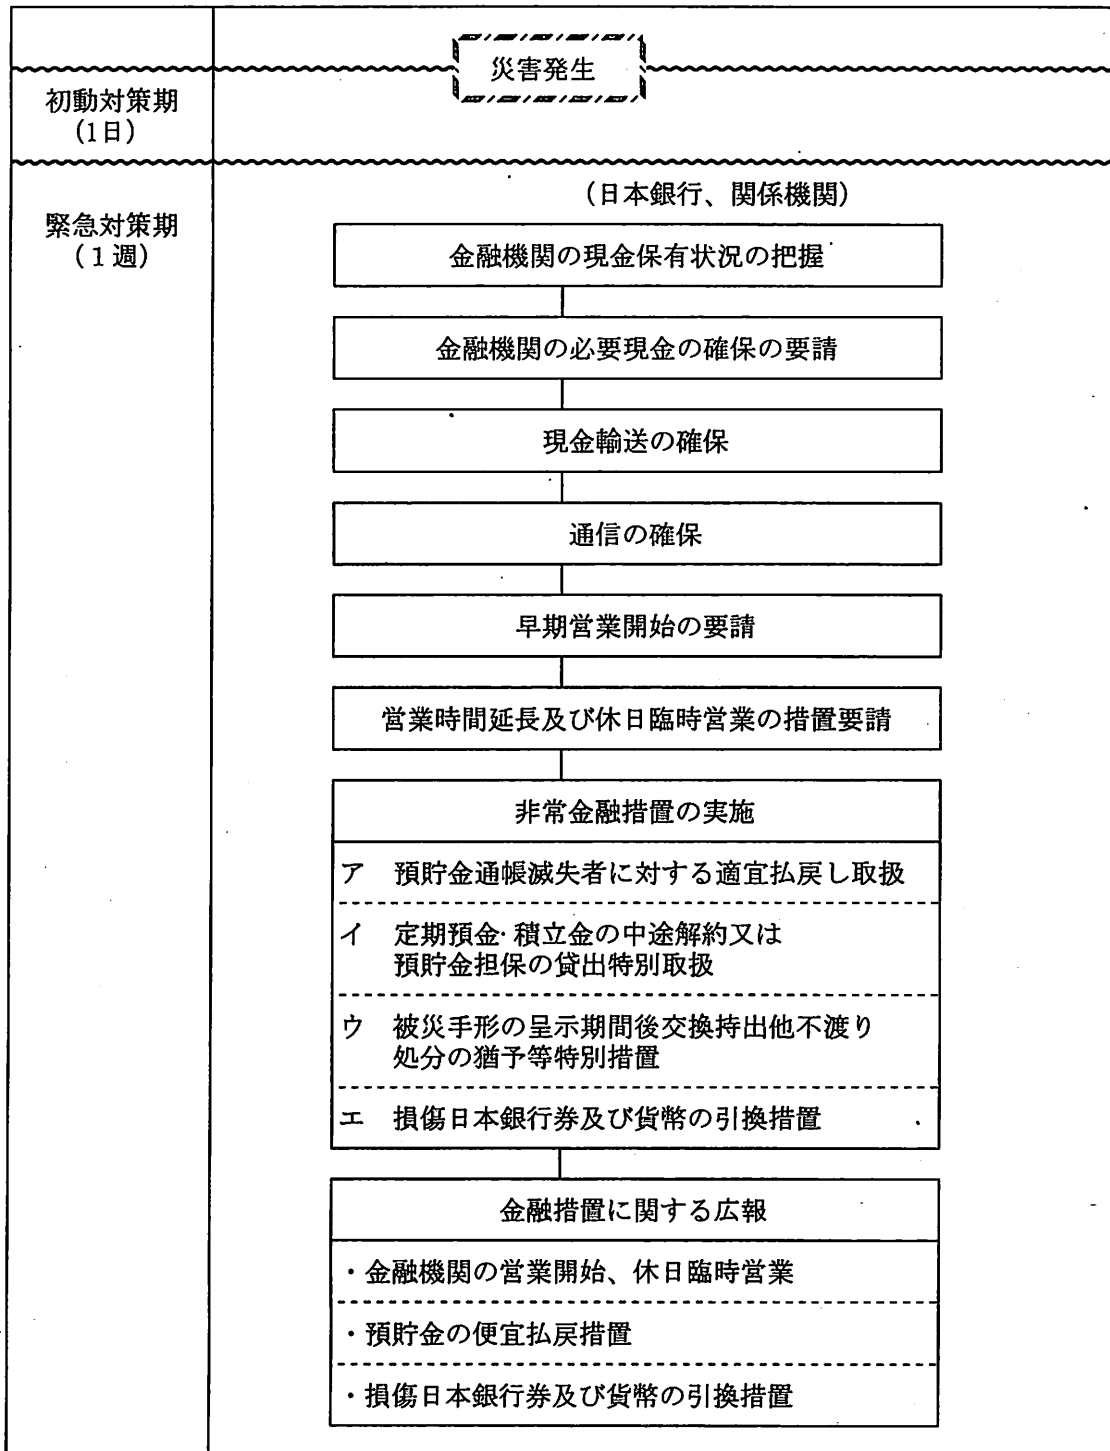 災害発生
初動対策期
(1日)
緊急対策期
(1週)
(日本銀行、関係機関)
金融機関の現金保有状況の把握
金融機関の必要現金の確保の要請
現金輸送の確保
通信の確保
早期営業開始の要請
営業時間延長及び休日臨時営業の措置要請
非常金融措置の実施
ア 預貯金通帳滅失者に対する適宜払戻し取扱
イ 定期預金・積立金の中途解約又は
預貯金担保の貸出特別取扱
ウ 被災手形の呈示期間後交換持出他不渡り
処分の猶予等特別措置
エ 損傷日本銀行券及び貨幣の引換措置
金融措置に関する広報
・金融機関の営業開始、休日臨時営業
・預貯金の便宜払戻措置
・損傷日本銀行券及び貨幣の引換措置